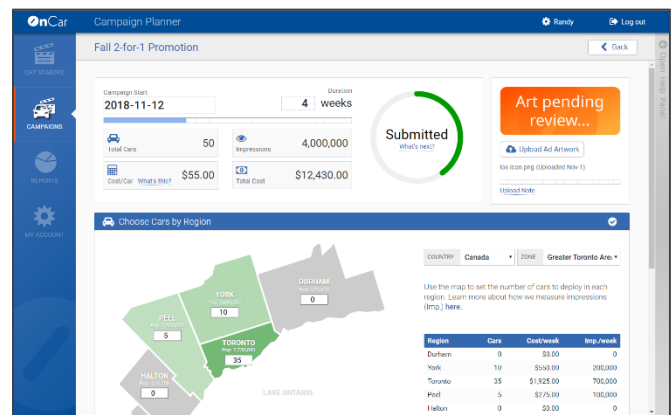 OnCar
Campaign Planner
Randy
Log out
Fall 2-for-1 Promotion
Back
Open Help Panel
CAMPAIGNS
REPORTS
MY ACCOUNT
Campaign Start
2018-11-12
Duration
4 weeks
Total Cars
50
Impressions
4,000,000
Cost/Car What's this?
$55.00
Total Cost
$12,430.00
Submitted
What's next?
Art pending
review...
Upload Ad Artwork
ios icon.png (Uploaded Nov 1)
Upload Note
Choose Cars by Region
COUNTRY Canada
ZONE Greater Toronto Are
DURHAM
0
YORK
10
PEEL
5
TORONTO
35
HALTON
0
LAKE ONTARIO
Use the map to set the number of cars to deploy in each
region. Learn more about how we measure impressions
(imp.) here.
Region Cars Cost/week Imp./week
Durham 0 $0.00 0
York 10 $550.00 200,000
Toronto 35 $1,925.00 700,000
Peel 5 $275.00 100,000
Halton 0 $0.00 0